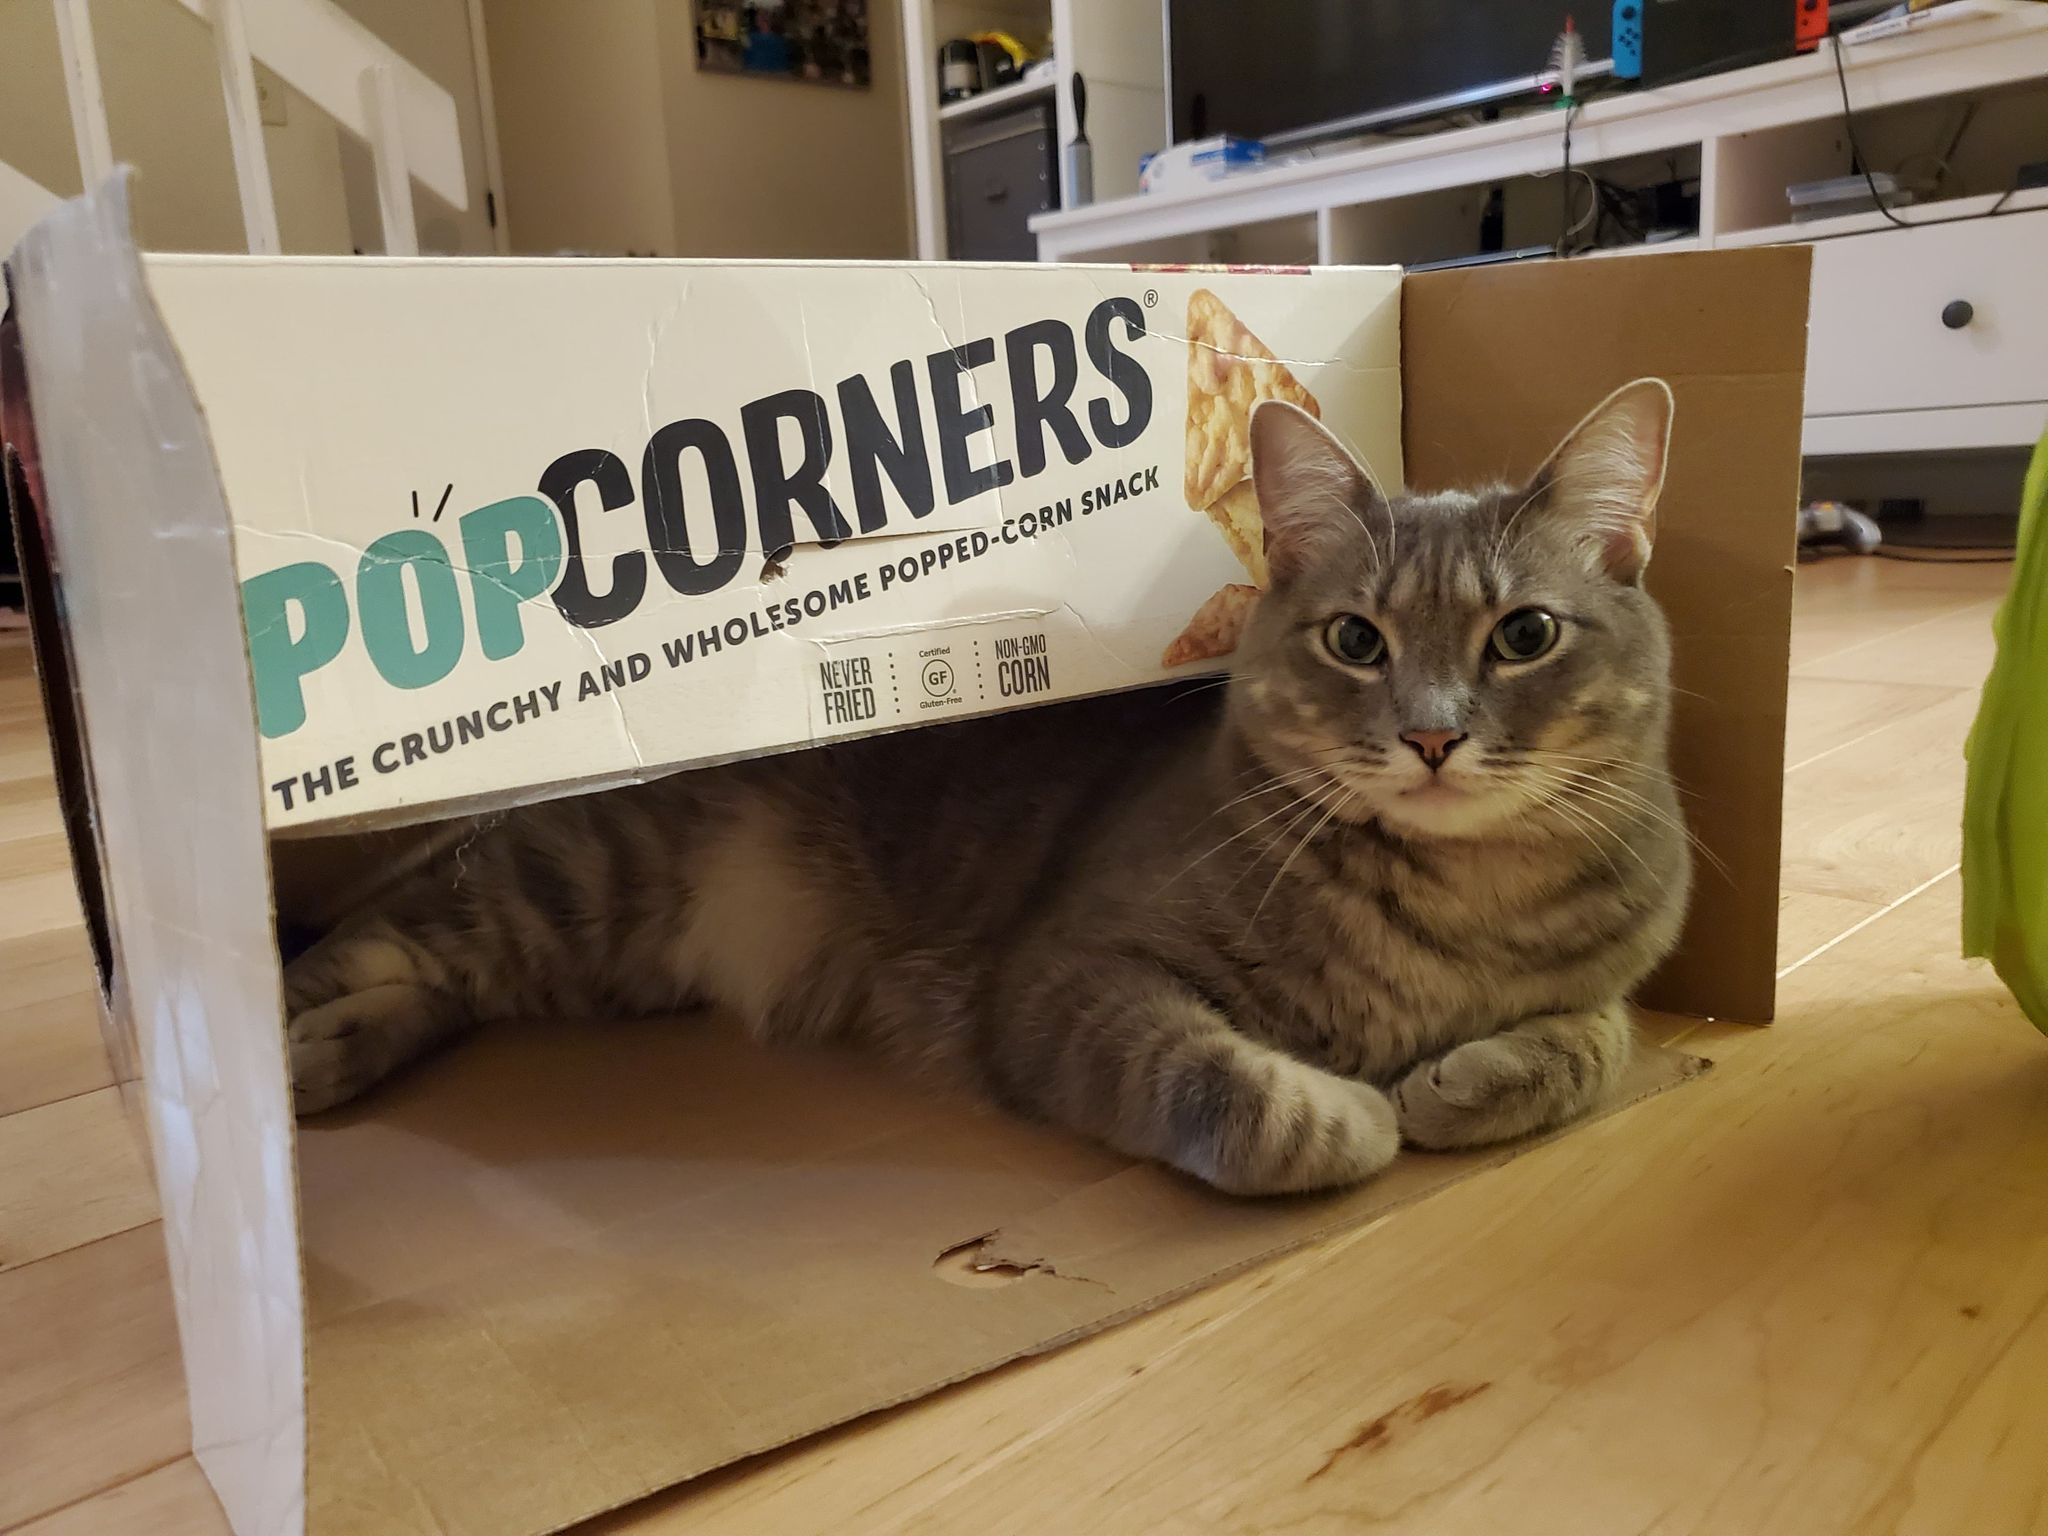 POPCORNERS®
THE CRUNCHY AND WHOLESOME POPPED-CORN SNACK
NEVER
FRIED
Certified
GF
Gluten-Free
NON-GMO
CORN